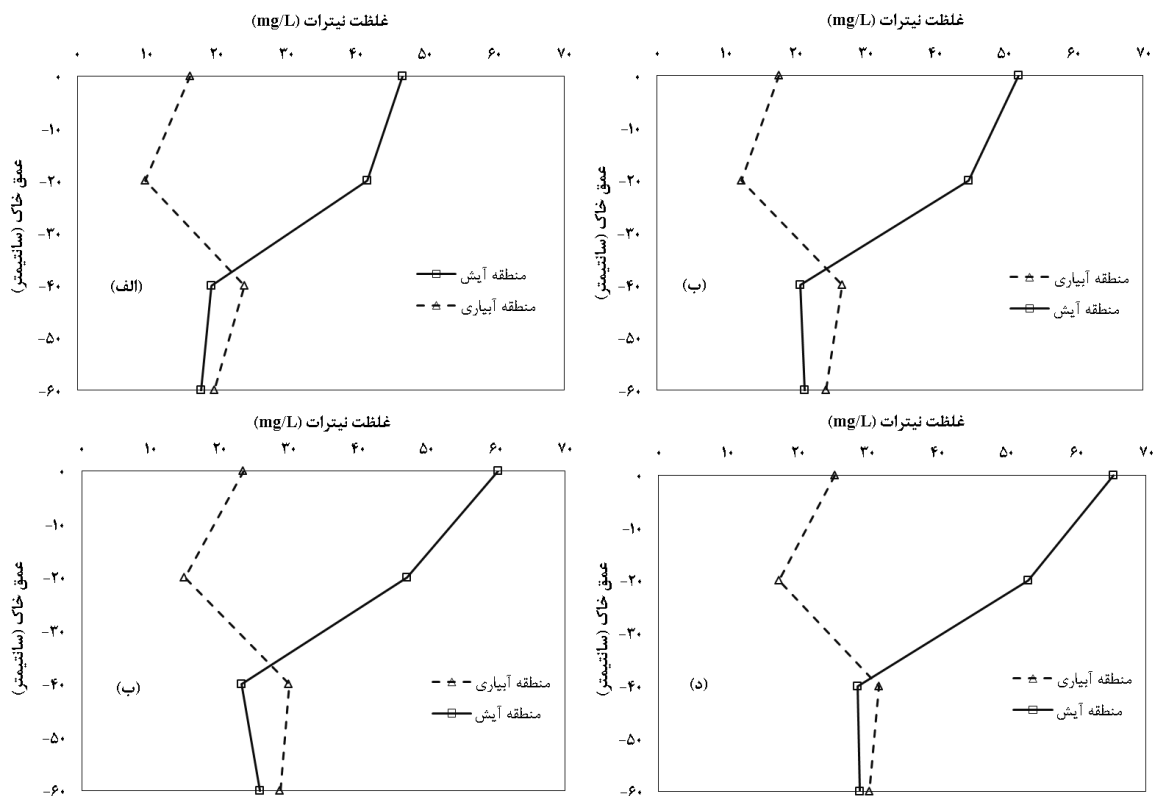 غلظت نیترات (mg/L)
۰ ۱۰ ۲۰ ۳۰ ۴۰ ۵۰ ۶۰ ۷۰
عمق خاک (سانتیمتر)
۰
-۱۰
-۲۰
-۳۰
-۴۰
-۵۰
-۶۰
منطقه آیش
منطقه آبیاری
(الف)
غلظت نیترات (mg/L)
۰ ۱۰ ۲۰ ۳۰ ۴۰ ۵۰ ۶۰ ۷۰
عمق خاک (سانتیمتر)
۰
-۱۰
-۲۰
-۳۰
-۴۰
-۵۰
-۶۰
منطقه آبیاری
منطقه آیش
(ب)
غلظت نیترات (mg/L)
۰ ۱۰ ۲۰ ۳۰ ۴۰ ۵۰ ۶۰ ۷۰
عمق خاک (سانتیمتر)
۰
-۱۰
-۲۰
-۳۰
-۴۰
-۵۰
-۶۰
منطقه آبیاری
منطقه آیش
(ب)
غلظت نیترات (mg/L)
۰ ۱۰ ۲۰ ۳۰ ۴۰ ۵۰ ۶۰ ۷۰
عمق خاک (سانتیمتر)
۰
-۱۰
-۲۰
-۳۰
-۴۰
-۵۰
-۶۰
منطقه آبیاری
منطقه آیش
(د)